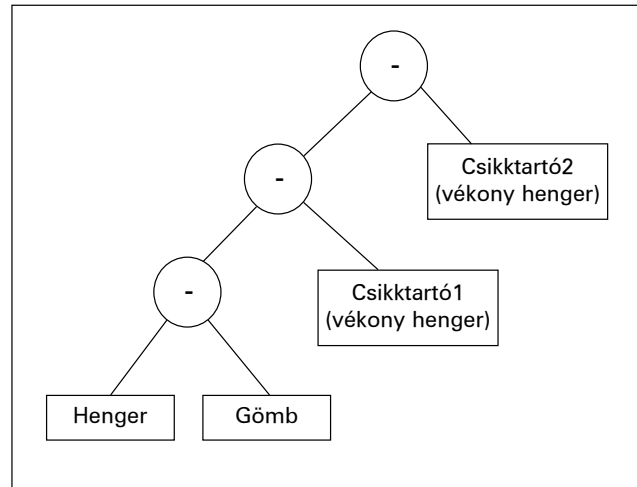 -
Csikktartó2
(vékony henger)
-
Csikktartó1
(vékony henger)
-
Henger
Gömb